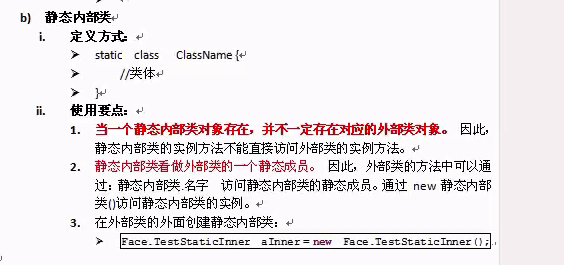 b) 静态内部类
i. 定义方式:
➢ static class ClassName {
➢ //类体
➢ }
ii. 使用要点:
1. 当一个静态内部类对象存在,并不一定存在对应的外部类对象。 因此,
静态内部类的实例方法不能直接访问外部类的实例方法。
2. 静态内部类看做外部类的一个静态成员。 因此,外部类的方法中可以通
过:静态内部类.名字 访问静态内部类的静态成员。通过 new 静态内部
类()访问静态内部类的实例。
3. 在外部类的外面创建静态内部类:
➢ Face.TestStaticInner aInner = new Face.TestStaticInner();